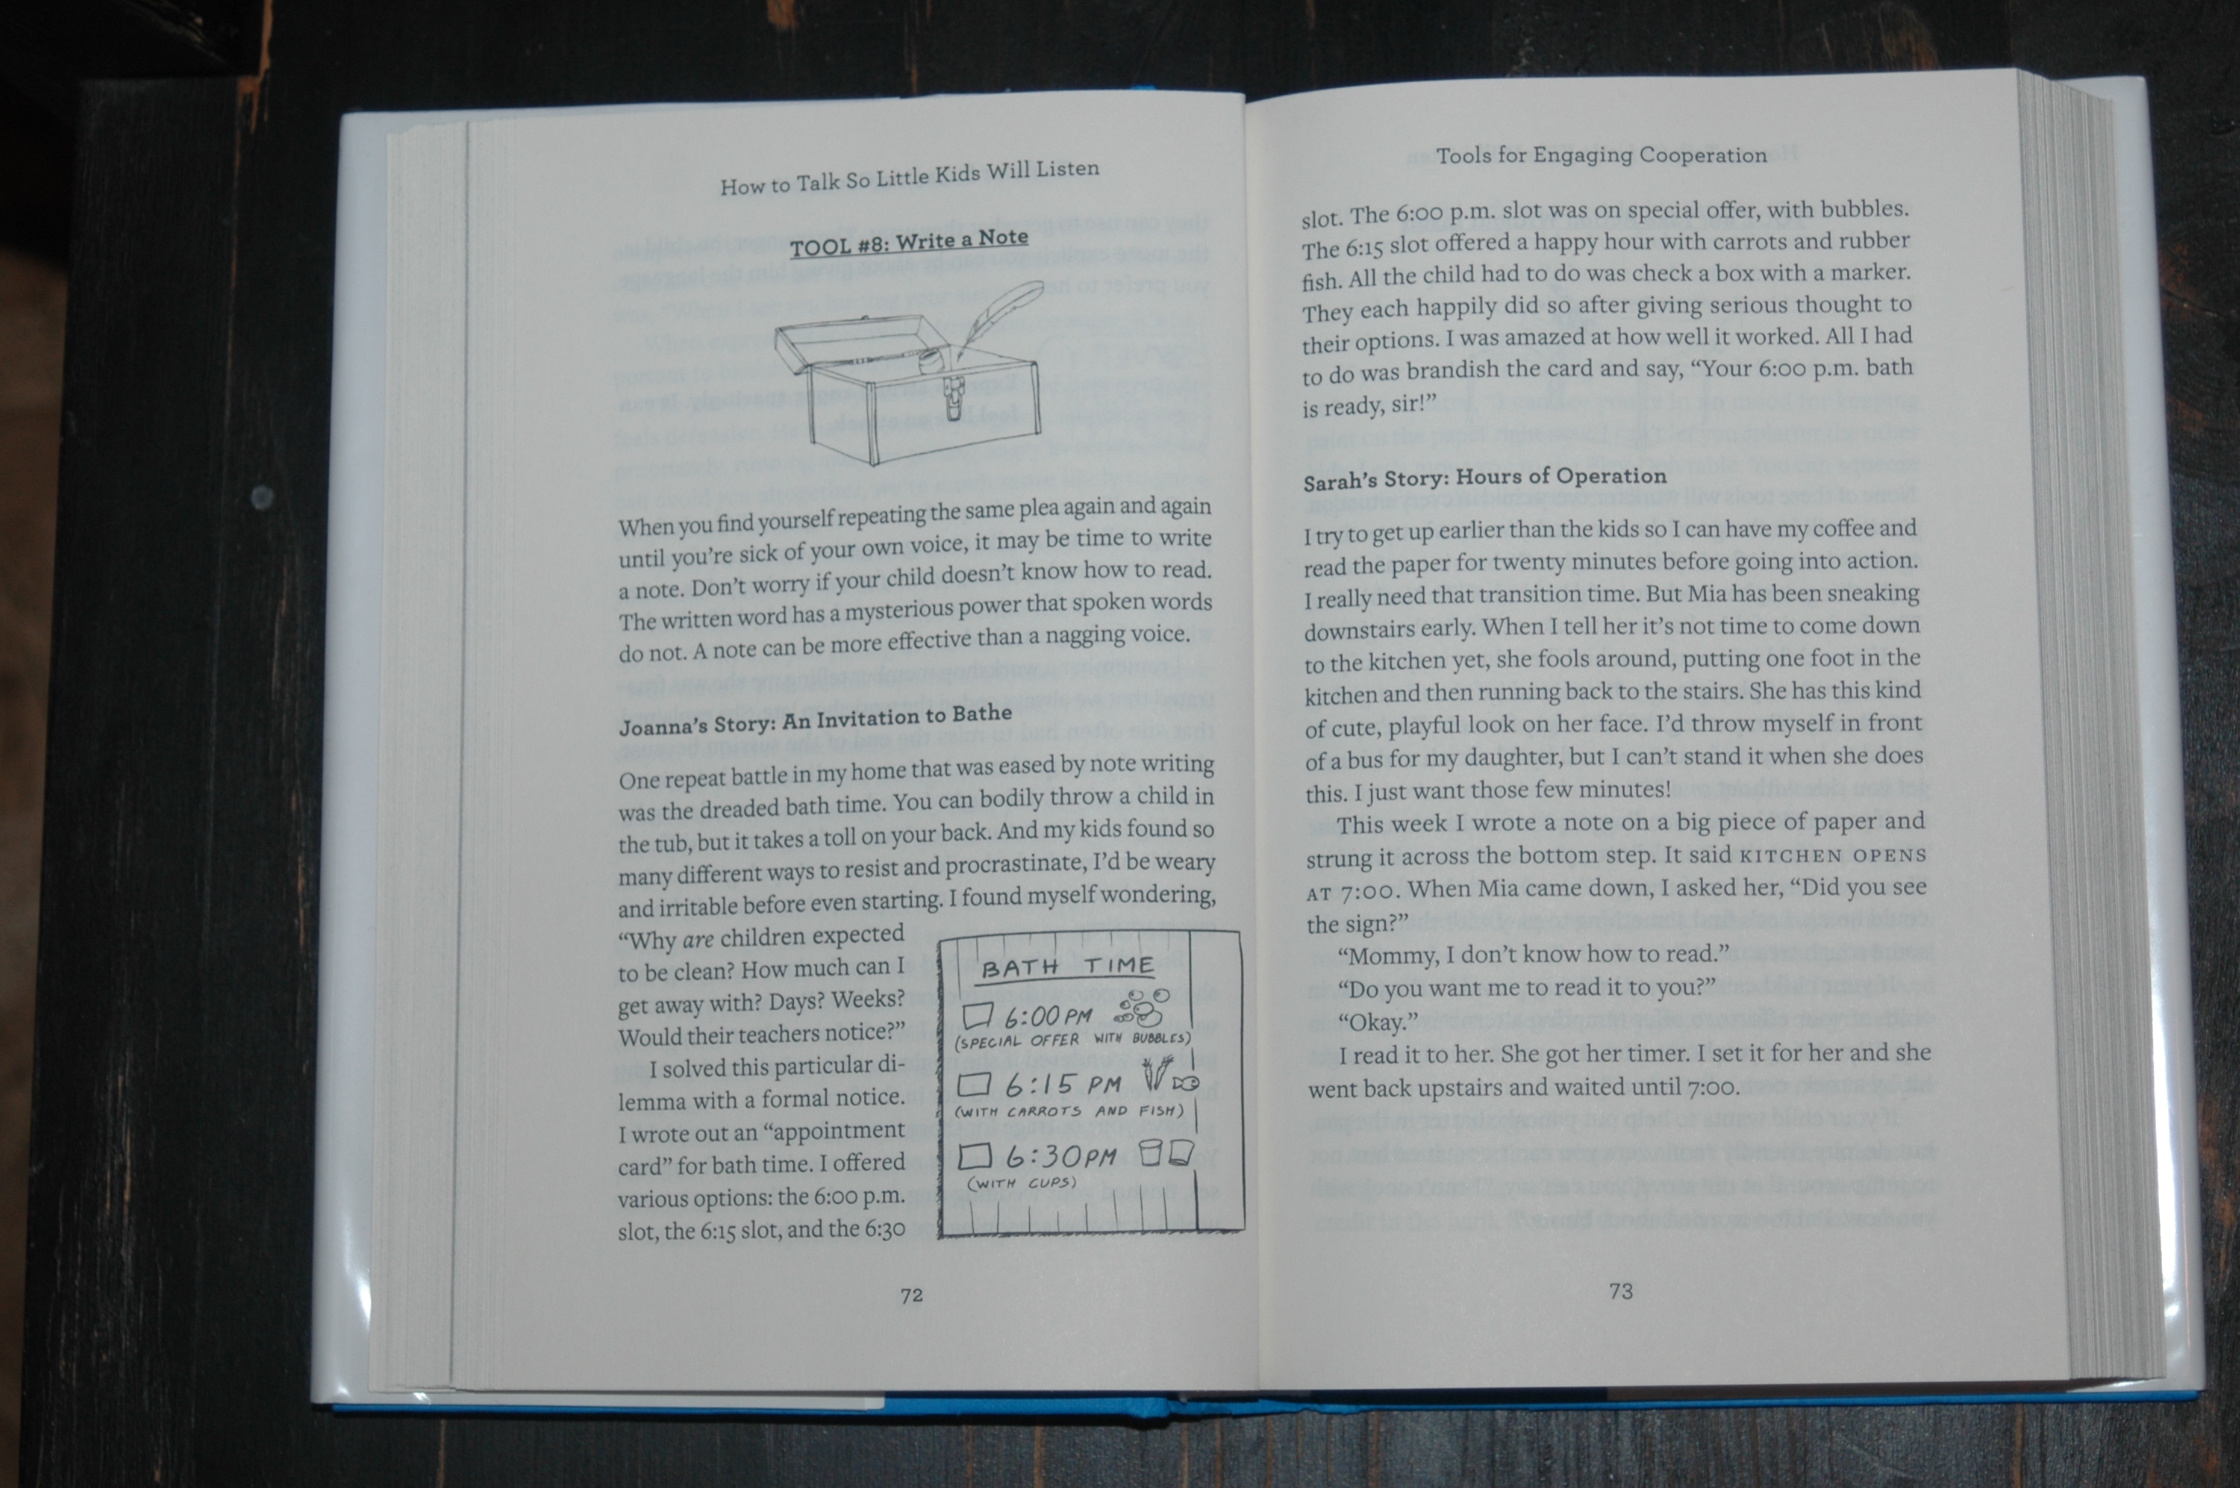 How to Talk So Little Kids Will Listen
TOOL #8: Write a Note
When you find yourself repeating the same plea again and again
until you're sick of your own voice, it may be time to write
a note. Don't worry if your child doesn't know how to read.
The written word has a mysterious power that spoken words
do not. A note can be more effective than a nagging voice.
Joanna's Story: An Invitation to Bathe
One repeat battle in my home that was eased by note writing
was the dreaded bath time. You can bodily throw a child in
the tub, but it takes a toll on your back. And my kids found so
many different ways to resist and procrastinate, I'd be weary
and irritable before even starting. I found myself wondering,
“Why are children expected
to be clean? How much can I
get away with? Days? Weeks?
Would their teachers notice?”
I solved this particular di-
lemma with a formal notice.
I wrote out an “appointment
card” for bath time. I offered
various options: the 6:00 p.m.
slot, the 6:15 slot, and the 6:30
BATH TIME
6:00 PM
(SPECIAL OFFER WITH BUBBLES)
6:15 PM
(WITH CARROTS AND FISH)
6:30 PM
(WITH CUPS)
72
Tools for Engaging Cooperation
slot. The 6:00 p.m. slot was on special offer, with bubbles.
The 6:15 slot offered a happy hour with carrots and rubber
fish. All the child had to do was check a box with a marker.
They each happily did so after giving serious thought to
their options. I was amazed at how well it worked. All I had
to do was brandish the card and say, “Your 6:00 p.m. bath
is ready, sir!”
Sarah's Story: Hours of Operation
I try to get up earlier than the kids so I can have my coffee and
read the paper for twenty minutes before going into action.
I really need that transition time. But Mia has been sneaking
downstairs early. When I tell her it's not time to come down
to the kitchen yet, she fools around, putting one foot in the
kitchen and then running back to the stairs. She has this kind
of cute, playful look on her face. I'd throw myself in front
of a bus for my daughter, but I can't stand it when she does
this. I just want those few minutes!
This week I wrote a note on a big piece of paper and
strung it across the bottom step. It said KITCHEN OPENS
AT 7:00. When Mia came down, I asked her, “Did you see
the sign?”
“Mommy, I don't know how to read.”
“Do you want me to read it to you?”
“Okay.”
I read it to her. She got her timer. I set it for her and she
went back upstairs and waited until 7:00.
73